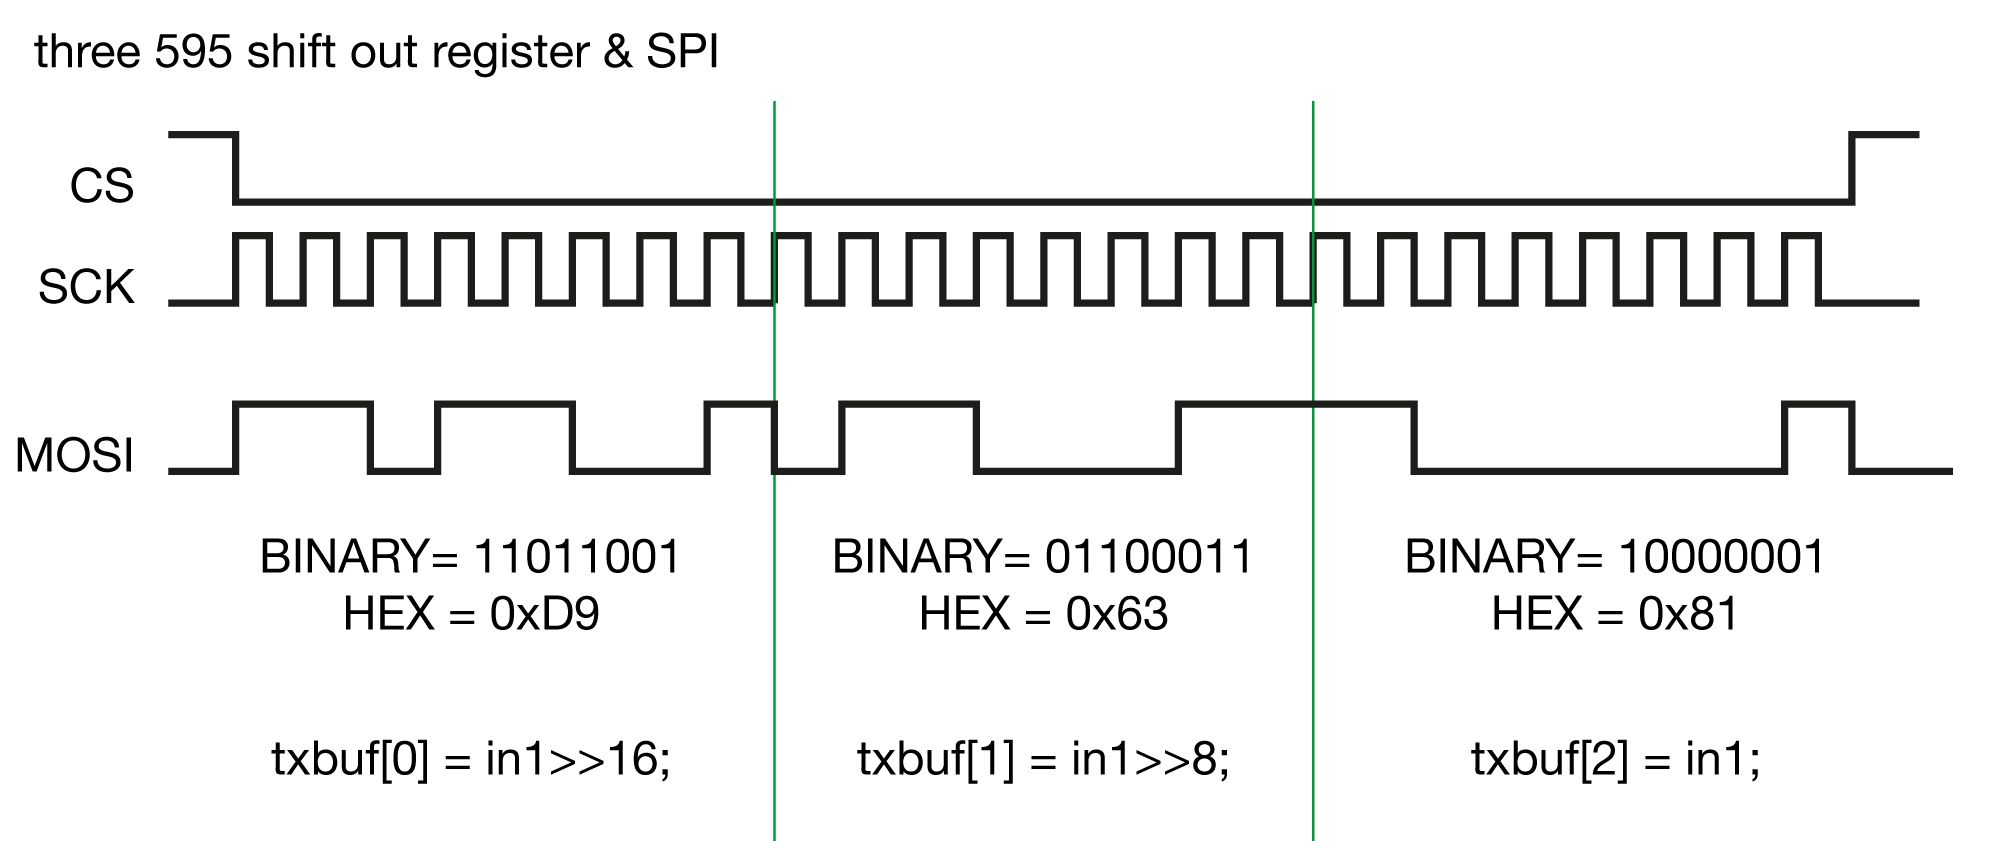 three 595 shift out register & SPI
CS
SCK
MOSI
BINARY= 11011001
HEX = 0xD9
BINARY= 01100011
HEX = 0x63
BINARY= 10000001
HEX = 0x81
txbuf[0] = in1>>16;
txbuf[1] = in1>>8;
txbuf[2] = in1;